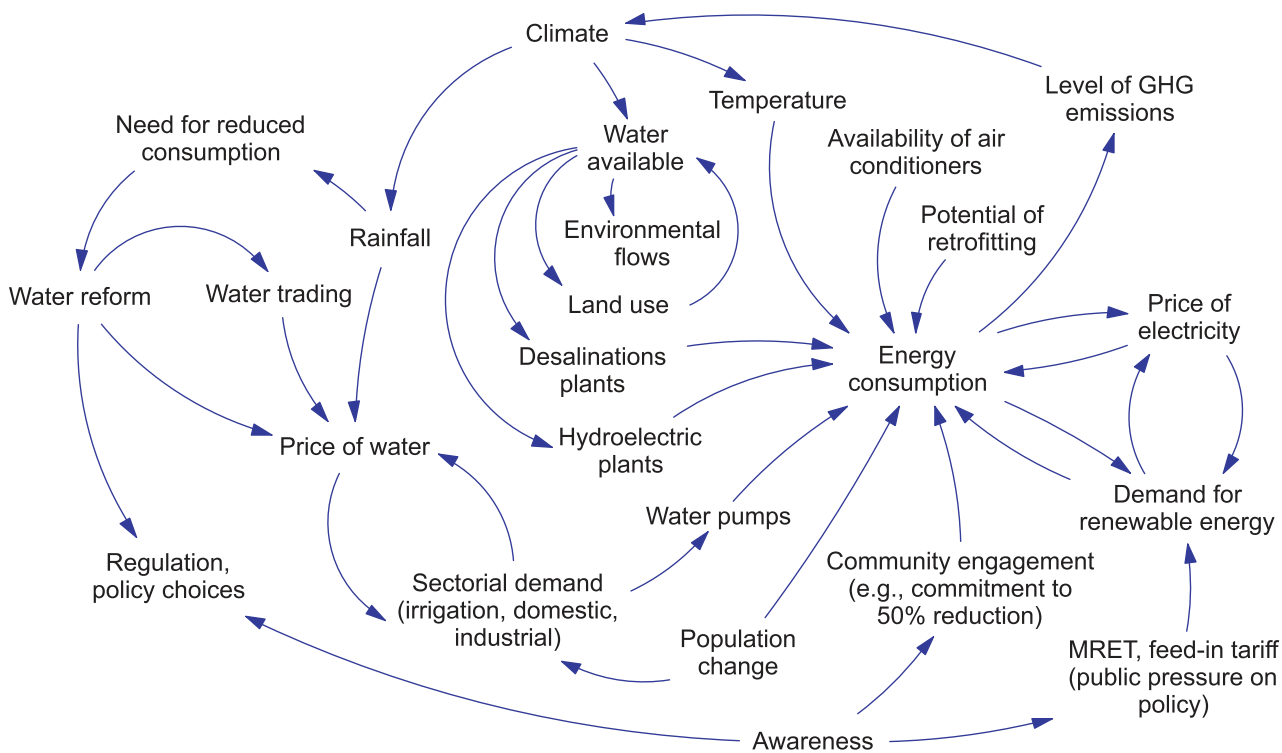 Climate
Level of GHG
emissions
Temperature
Need for reduced
consumption
Water
available
Availability of air
conditioners
Rainfall
Environmental
flows
Potential of
retrofitting
Water reform
Water trading
Land use
Price of
electricity
Desalinations
plants
Energy
consumption
Price of water
Hydroelectric
plants
Water pumps
Demand for
renewable energy
Regulation,
policy choices
Sectorial demand
(irrigation, domestic,
industrial)
Community engagement
(e.g., commitment to
50% reduction)
Population
change
MRET, feed-in tariff
(public pressure on
policy)
Awareness